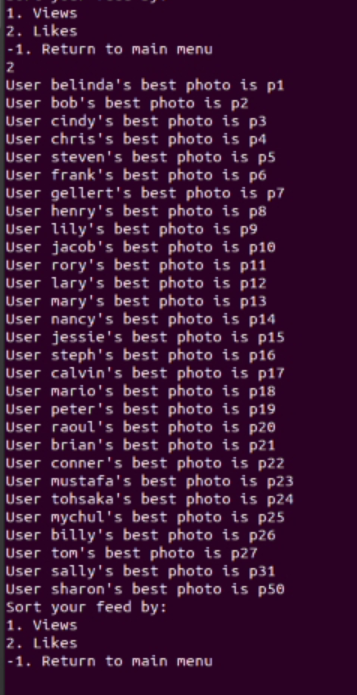 1. Views
2. Likes
-1. Return to main menu
2
User belinda's best photo is p1
User bob's best photo is p2
User cindy's best photo is p3
User chris's best photo is p4
User steven's best photo is p5
User frank's best photo is p6
User gellert's best photo is p7
User henry's best photo is p8
User lily's best photo is p9
User jacob's best photo is p10
User rory's best photo is p11
User lary's best photo is p12
User mary's best photo is p13
User nancy's best photo is p14
User jessie's best photo is p15
User steph's best photo is p16
User calvin's best photo is p17
User mario's best photo is p18
User peter's best photo is p19
User raoul's best photo is p20
User brian's best photo is p21
User conner's best photo is p22
User mustafa's best photo is p23
User tohsaka's best photo is p24
User mychul's best photo is p25
User billy's best photo is p26
User tom's best photo is p27
User sally's best photo is p31
User sharon's best photo is p50
Sort your feed by:
1. Views
2. Likes
-1. Return to main menu